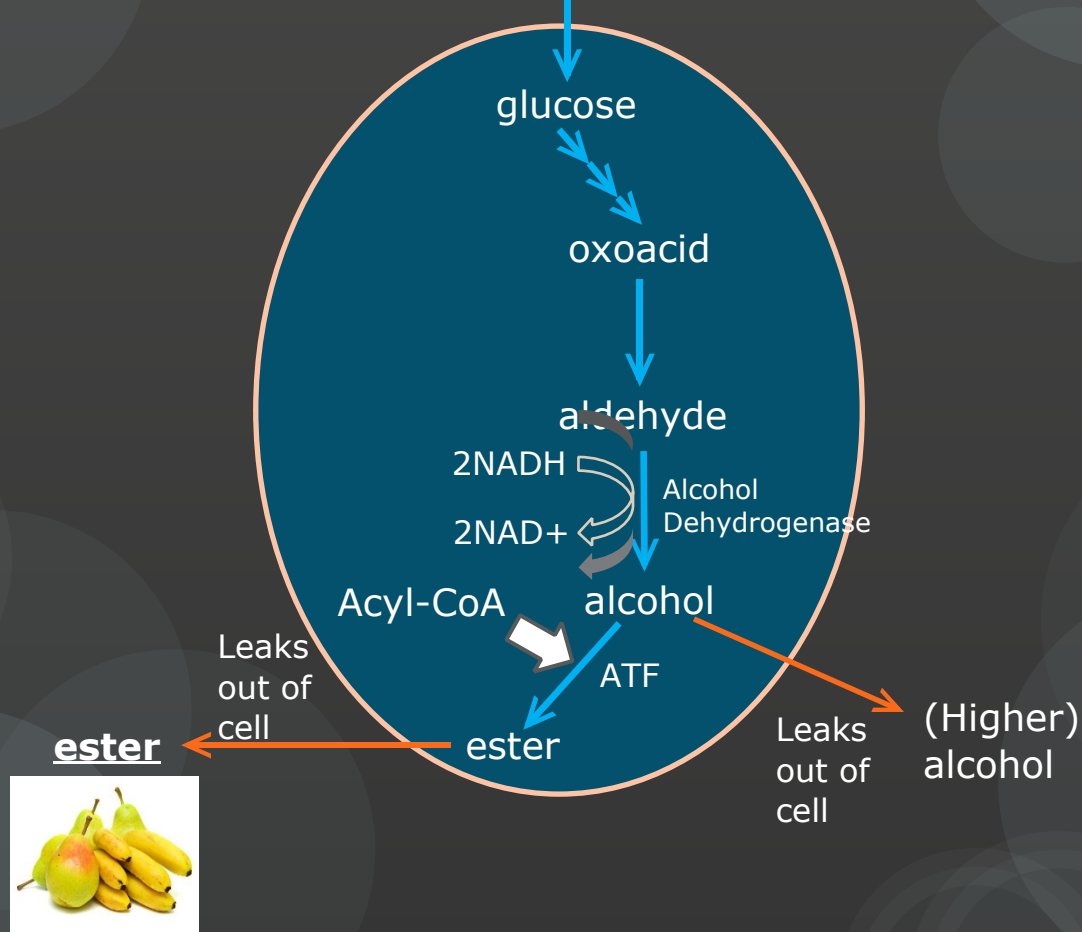 glucose
oxoacid
aldehyde
2NADH
Alcohol
Dehydrogenase
2NAD+
Acyl-CoA
alcohol
Leaks
out of
cell
ATF
ester
ester
Leaks
out of
cell
(Higher)
alcohol